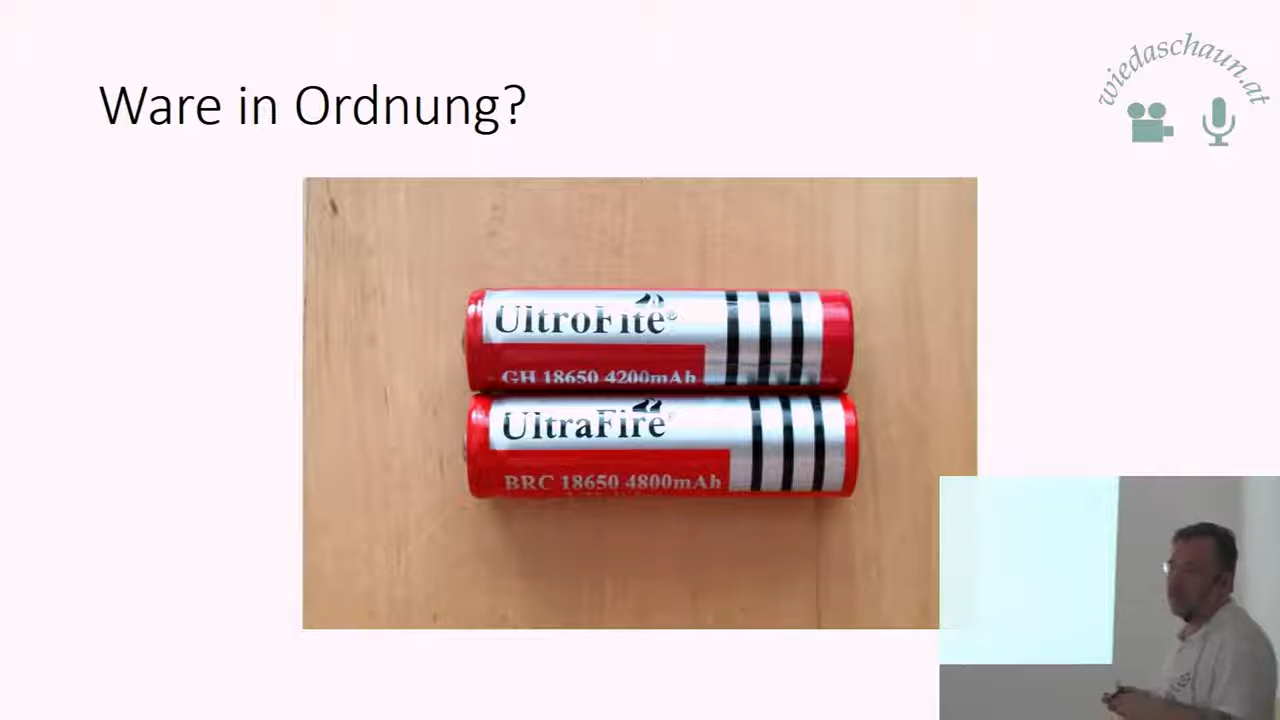 Ware in Ordnung?
wiedaschaun.at
UltroFite®
GH 18650 4200mAh
UltraFire
BRC 18650 4800mAh